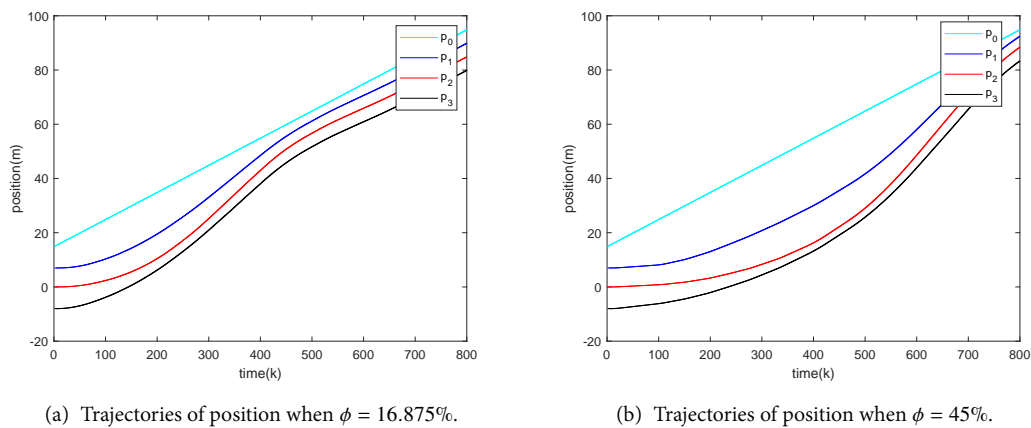 100
80
60
40
20
0
-20
position(m)
0
100
200
300
400
500
600
700
800
time(k)
p0
p1
p2
p3
(a) Trajectories of position when ϕ = 16.875%.
100
80
60
40
20
0
-20
position(m)
0
100
200
300
400
500
600
700
800
time(k)
p0
p1
p2
p3
(b) Trajectories of position when ϕ = 45%.